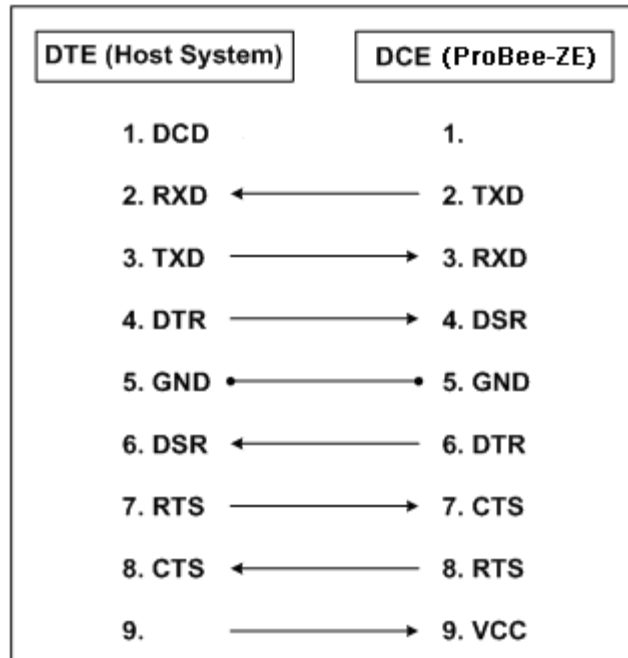 DTE (Host System) DCE (ProBee-ZE)
1. DCD 1.
2. RXD 2. TXD
3. TXD 3. RXD
4. DTR 4. DSR
5. GND 5. GND
6. DSR 6. DTR
7. RTS 7. CTS
8. CTS 8. RTS
9. 9. VCC